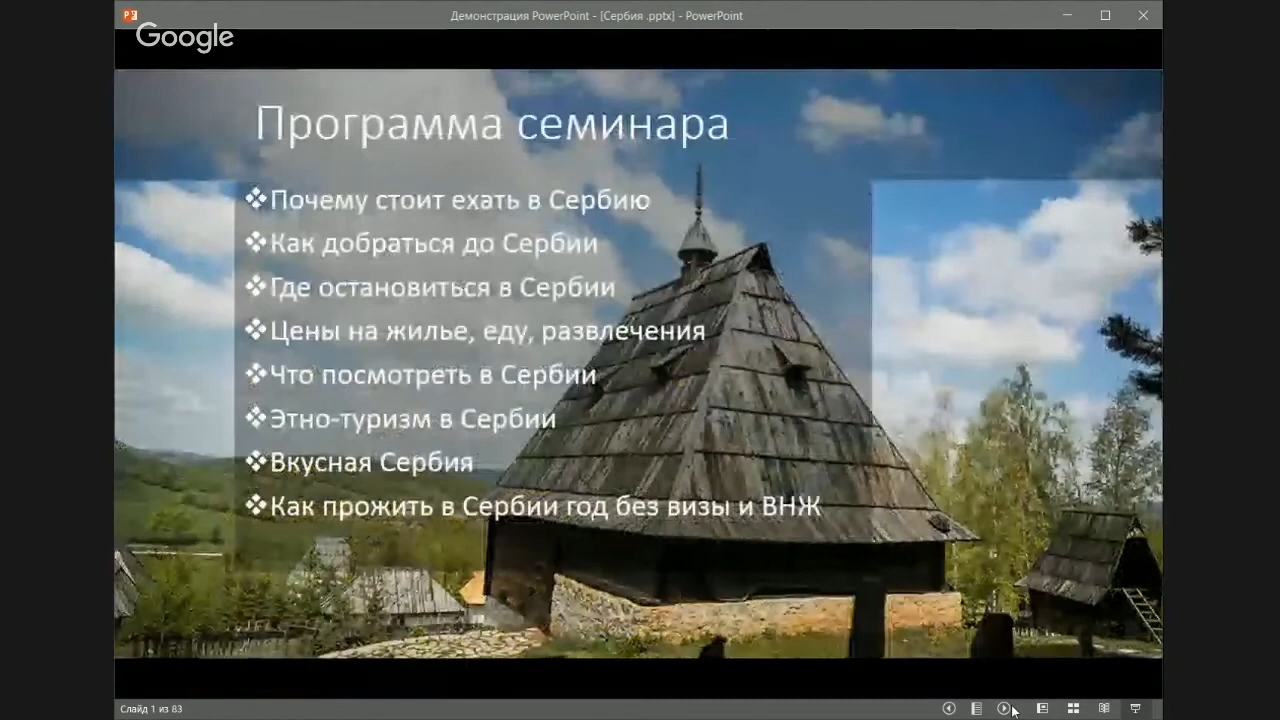 Демонстрация PowerPoint - [Сербия .pptx] - PowerPoint
Google
Программа семинара
❖Почему стоит ехать в Сербию
❖Как добраться до Сербии
❖Где остановиться в Сербии
❖Цены на жилье, еду, развлечения
❖Что посмотреть в Сербии
❖Этно-туризм в Сербии
❖Вкусная Сербия
❖Как прожить в Сербии год без визы и ВНЖ
Слайд 1 из 83